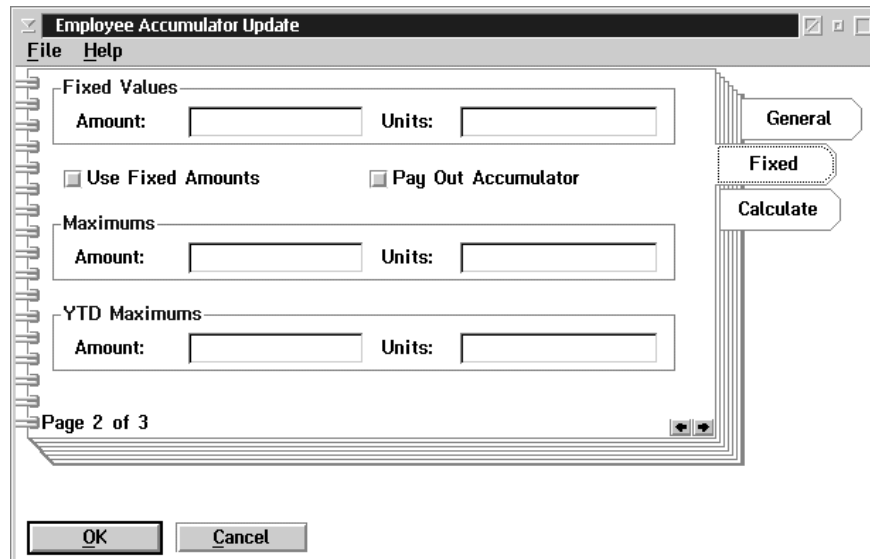 Employee Accumulator Update
File Help
Fixed Values
Amount: Units:
Use Fixed Amounts Pay Out Accumulator
Maximums
Amount: Units:
YTD Maximums
Amount: Units:
Page 2 of 3
General
Fixed
Calculate
OK Cancel